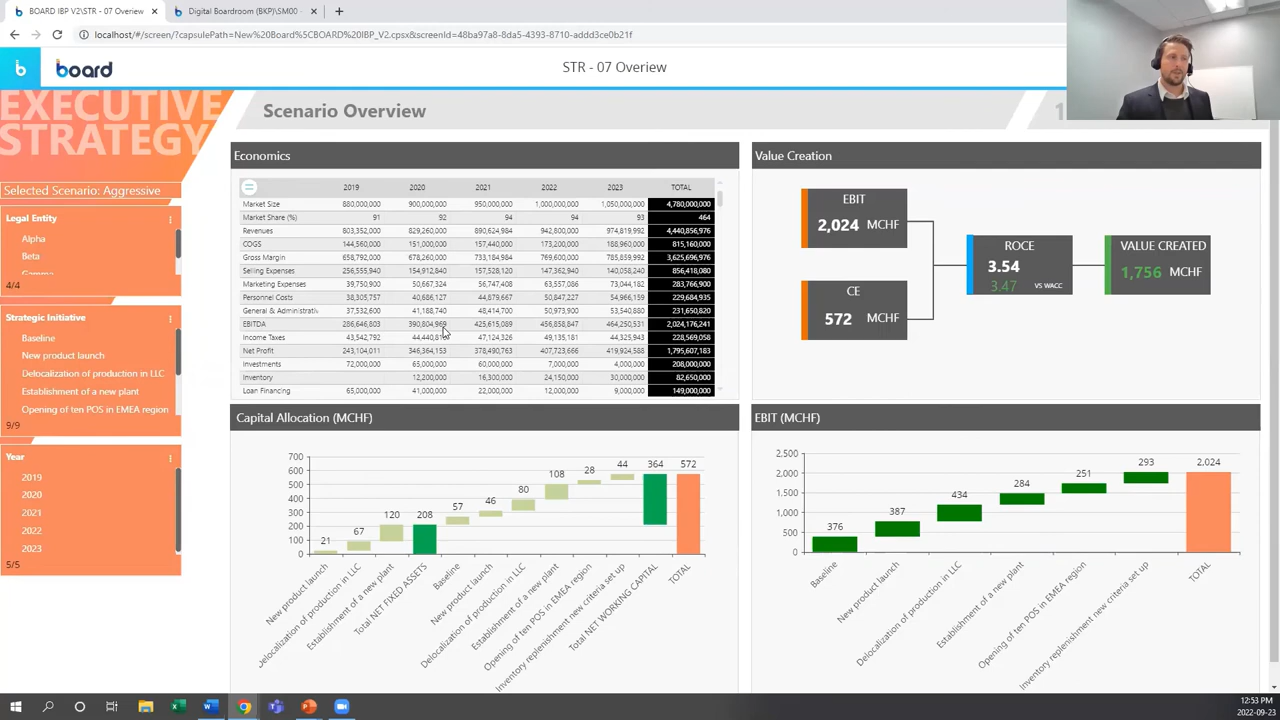 BOARD IBP V2\STR - 07 Overiew
Digital Boardroom (BKP)\SM00 -
localhost/#/screen/?capsulePath=New%20Board%5CBOARD%20IBP_V2.cpsx&screenId=48ba97a8-8da5-4393-8710-addd3ce0b21f
board
STR - 07 Overiew
EXECUTIVE
STRATEGY
Scenario Overview
Selected Scenario: Aggressive
Legal Entity
Alpha
Beta
4/4
Strategic Initiative
Baseline
New product launch
Delocalization of production in LLC
Establishment of a new plant
Opening of ten POS in EMEA region
9/9
Year
2019
2020
2021
2022
2023
5/5
Economics
2019 2020 2021 2022 2023 TOTAL
Market Size 880,000,000 900,000,000 950,000,000 1,000,000,000 1,050,000,000 4,780,000,000
Market Share (%) 91 92 94 94 93 464
Revenues 803,352,000 829,260,000 890,624,984 942,800,000 974,819,992 4,440,856,976
COGS 144,560,000 151,000,000 157,440,000 173,200,000 188,960,000 815,160,000
Gross Margin 658,792,000 678,260,000 733,184,984 769,600,000 785,859,992 3,625,696,976
Selling Expenses 256,555,940 154,912,840 157,528,120 147,362,940 140,058,240 856,418,080
Marketing Expenses 39,750,900 50,667,324 56,747,408 63,557,086 73,044,182 283,766,900
Personnel Costs 38,305,757 40,686,127 44,879,667 50,847,227 54,966,159 229,684,935
General & Administrativ 37,532,600 41,188,740 48,414,700 50,973,900 53,540,880 231,650,820
EBITDA 286,646,803 390,804,969 425,615,089 456,858,847 464,250,531 2,024,176,241
Income Taxes 43,542,792 47,124,326 49,135,181 44,325,943 228,569,058
Net Profit 243,104,011 346,364,153 378,490,763 407,723,666 419,924,588 1,795,607,183
Investments 72,000,000 65,000,000 60,000,000 7,000,000 4,000,000 208,000,000
Inventory 12,200,000 16,300,000 24,150,000 30,000,000 82,650,000
Loan Financing 65,000,000 41,000,000 22,000,000 12,000,000 9,000,000 149,000,000
Value Creation
EBIT
2,024 MCHF
CE
572 MCHF
ROCE
3.54
3.47 VS WACC
VALUE CREATED
1,756 MCHF
Capital Allocation (MCHF)
700
600
500
400
300
200
100
0
21 67 120 208 57 46 80 108 28 44 364 572
New product launch
Delocalization of production in LLC
Establishment of a new plant
Total NET FIXED ASSETS
Baseline
New product launch
Delocalization of production in LLC
Establishment of a new plant
Opening of ten POS in EMEA region
Inventory replenishment new criteria set up
Total NET WORKING CAPITAL
TOTAL
EBIT (MCHF)
2,500
2,000
1,500
1,000
500
0
376 387 434 284 251 293 2,024
Baseline
New product launch
Delocalization of production in LLC
Establishment of a new plant
Opening of ten POS in EMEA region
Inventory replenishment new criteria set up
TOTAL
12:53 PM
2022-09-23